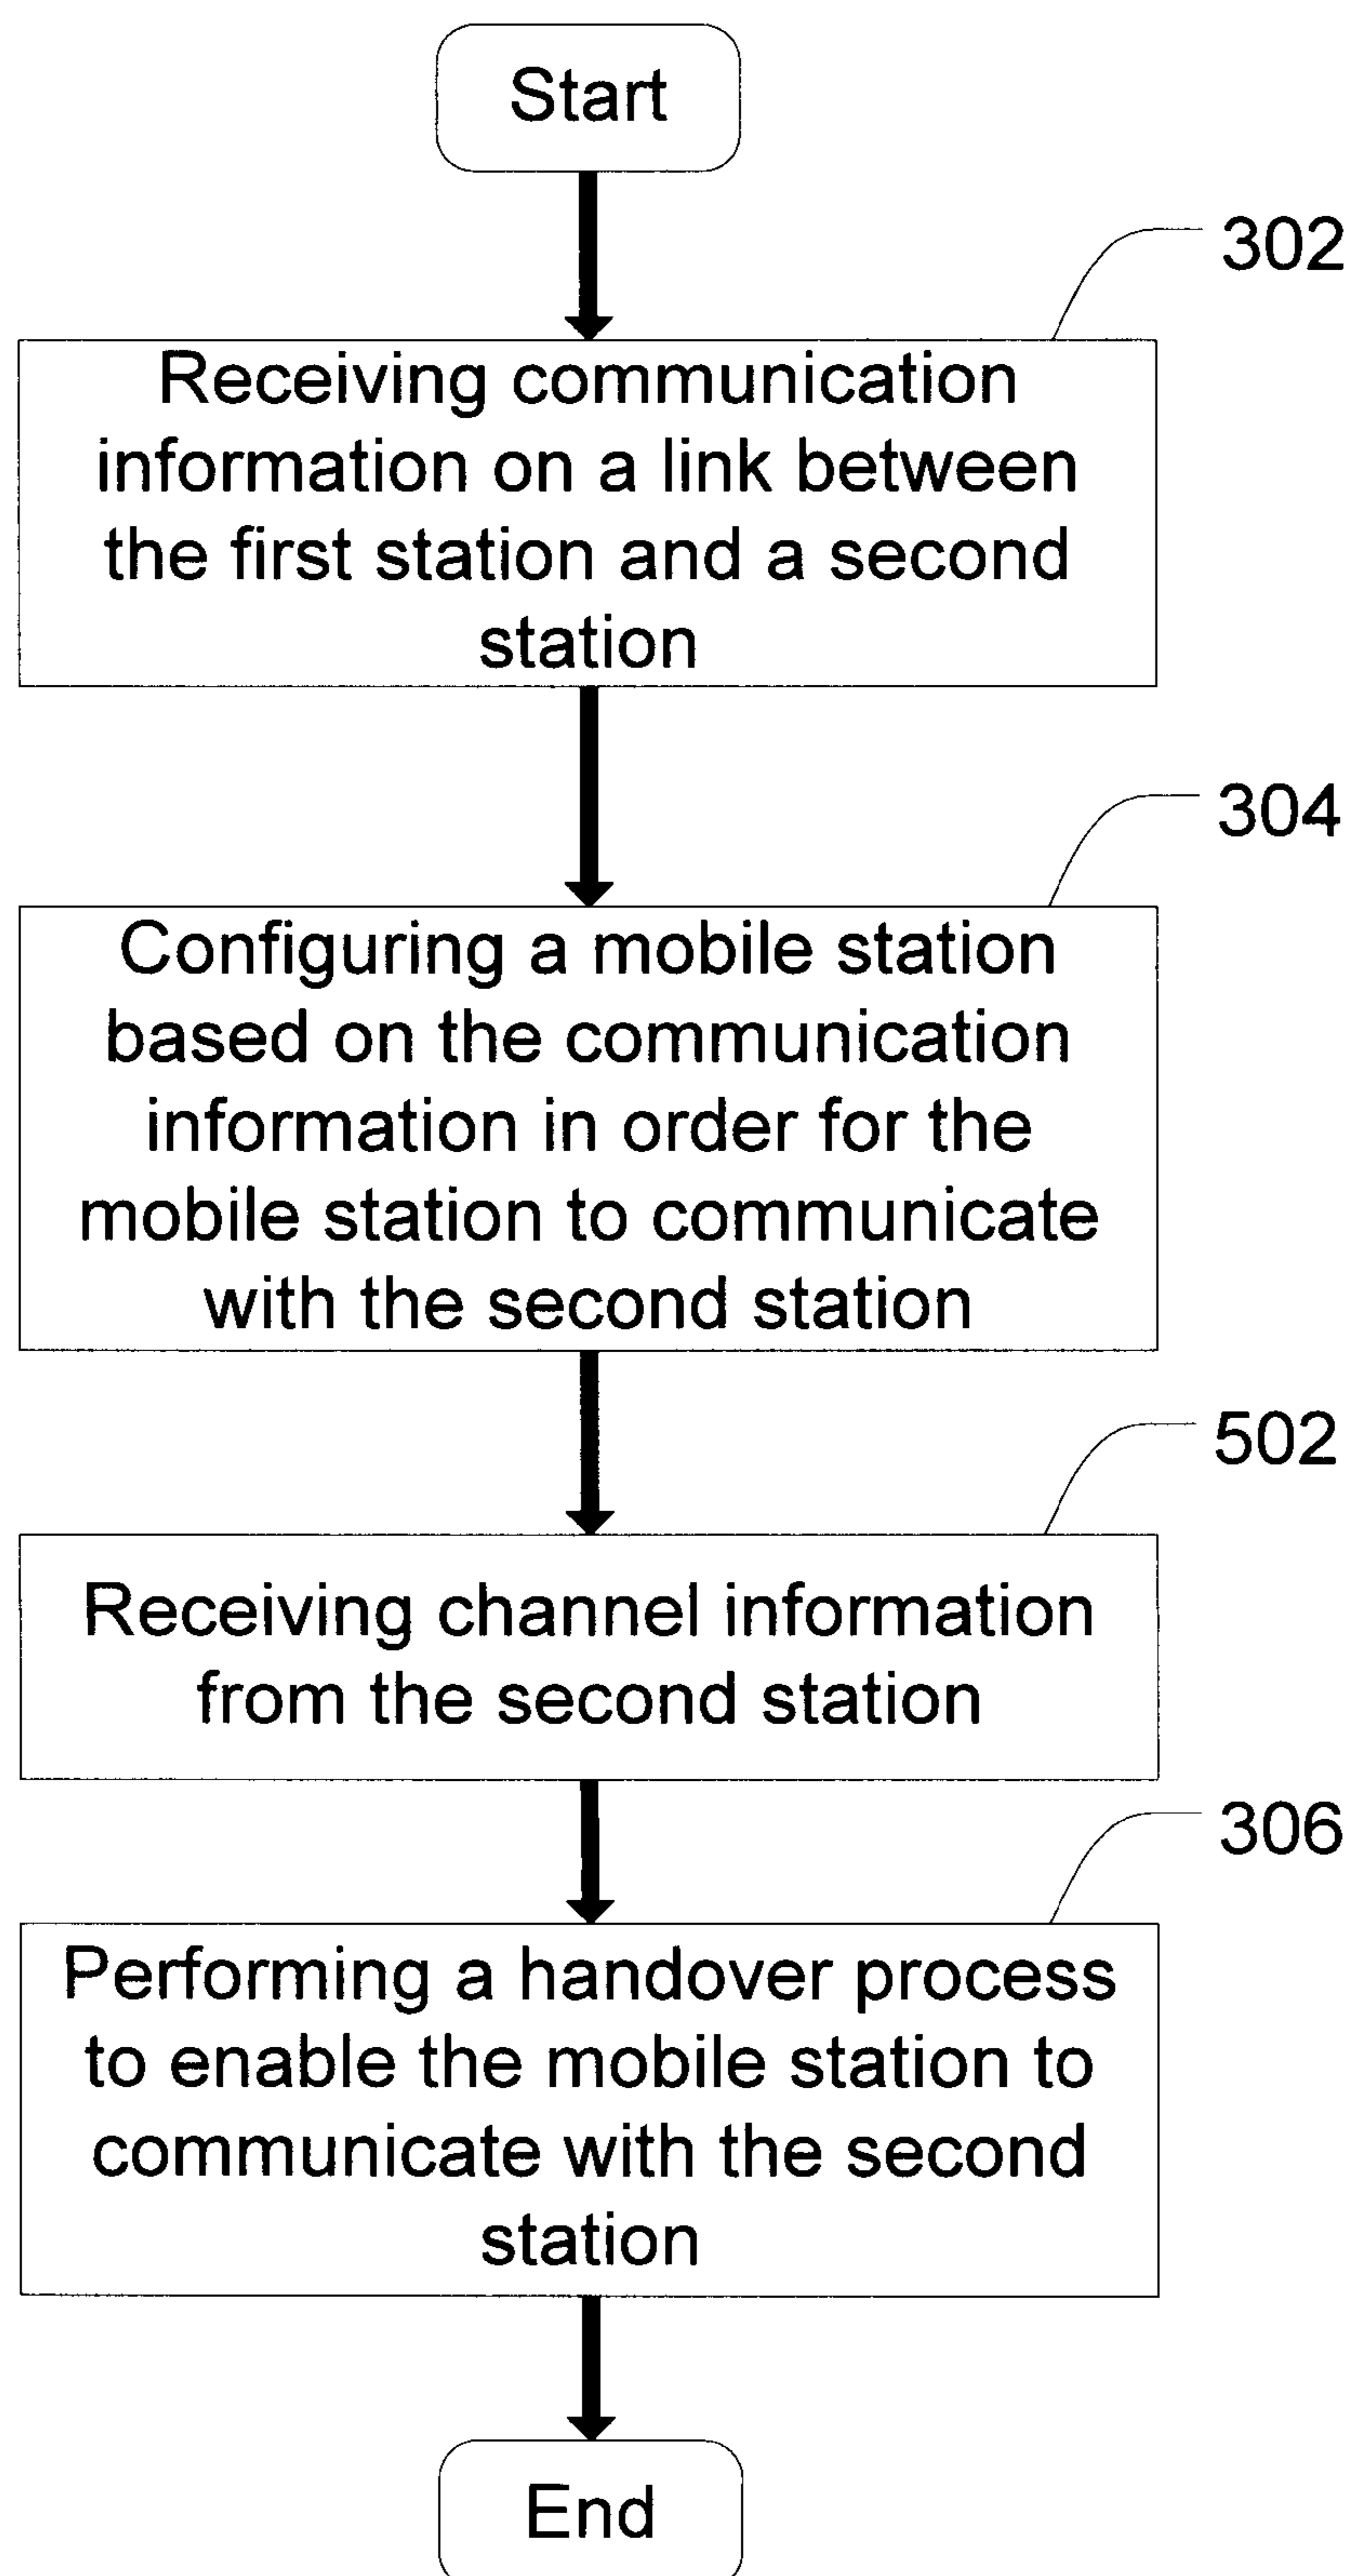 Start
302
Receiving communication
information on a link between
the first station and a second
station
304
Configuring a mobile station
based on the communication
information in order for the
mobile station to communicate
with the second station
502
Receiving channel information
from the second station
306
Performing a handover process
to enable the mobile station to
communicate with the second
station
End